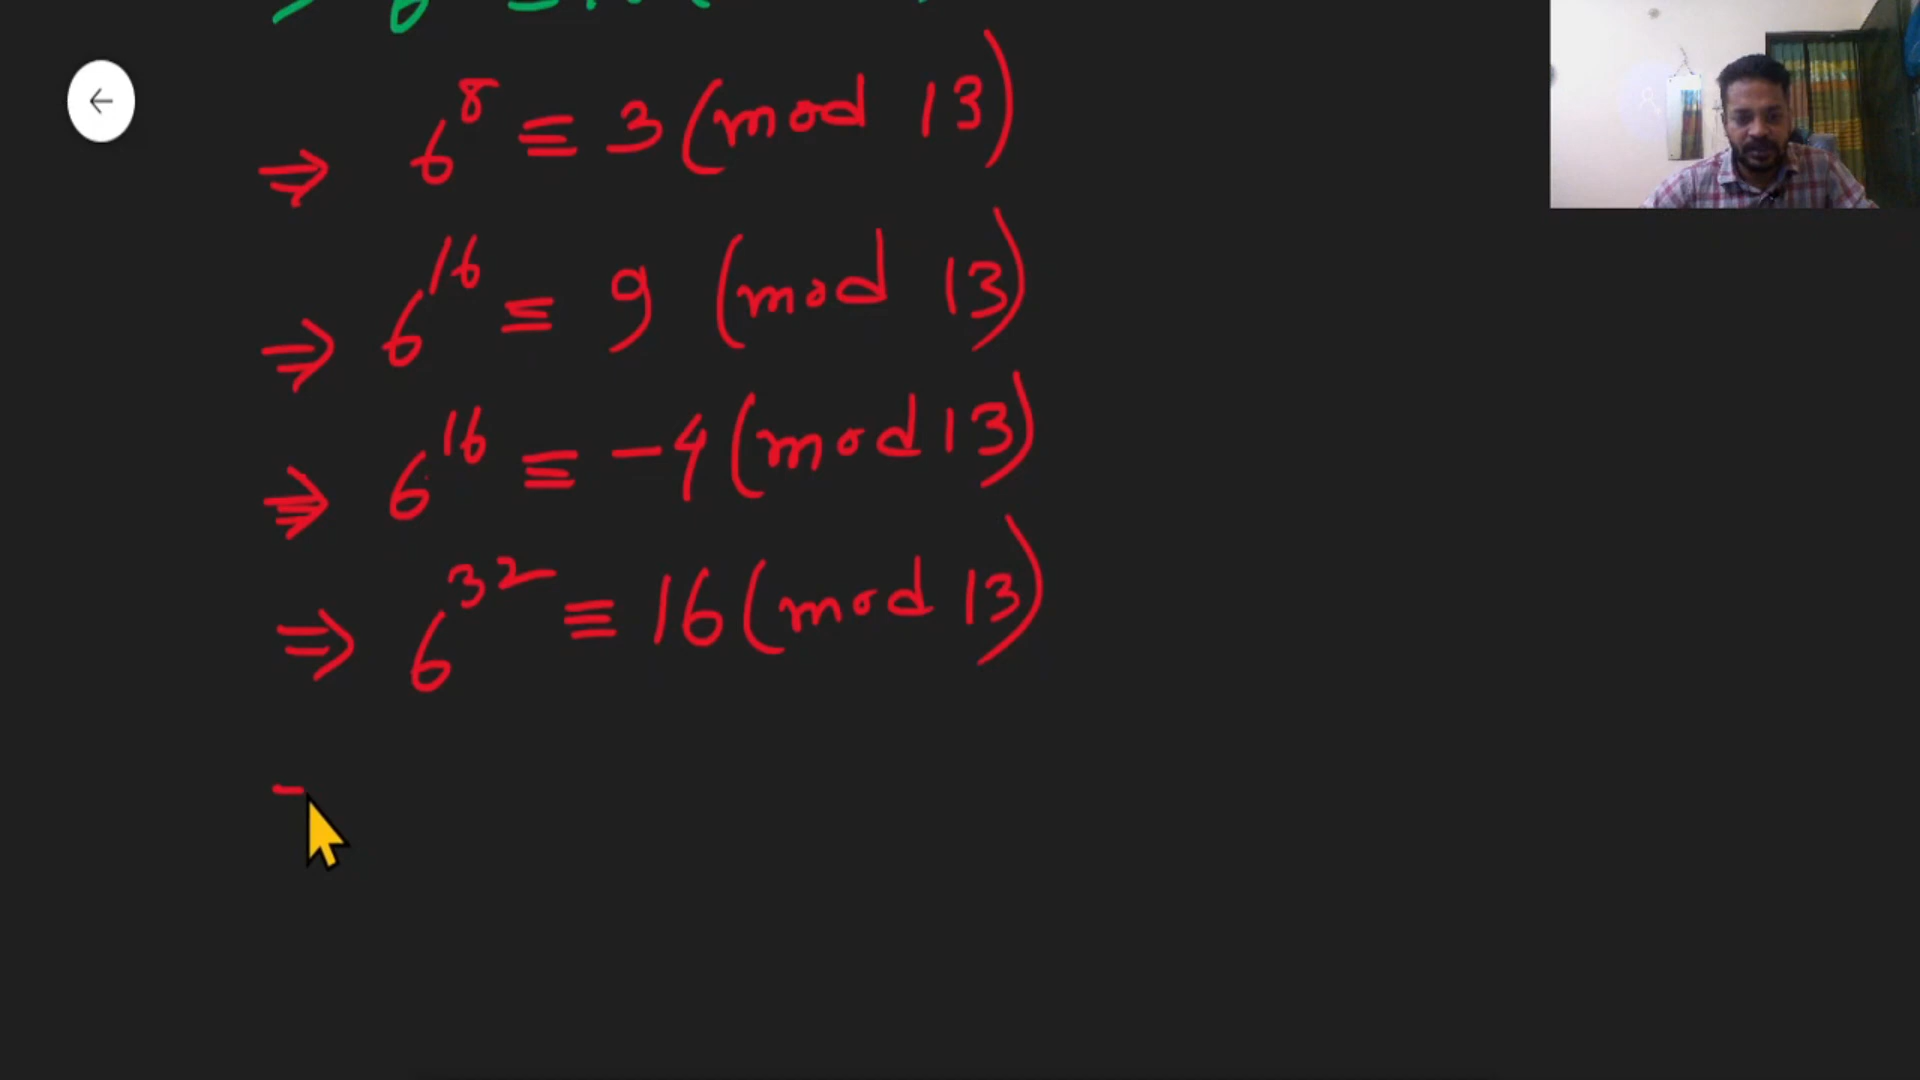 ⇒ 6⁸ ≡ 3 (mod 13)
⇒ 6¹⁶ ≡ 9 (mod 13)
⇒ 6¹⁶ ≡ -4 (mod 13)
⇒ 6³² ≡ 16 (mod 13)